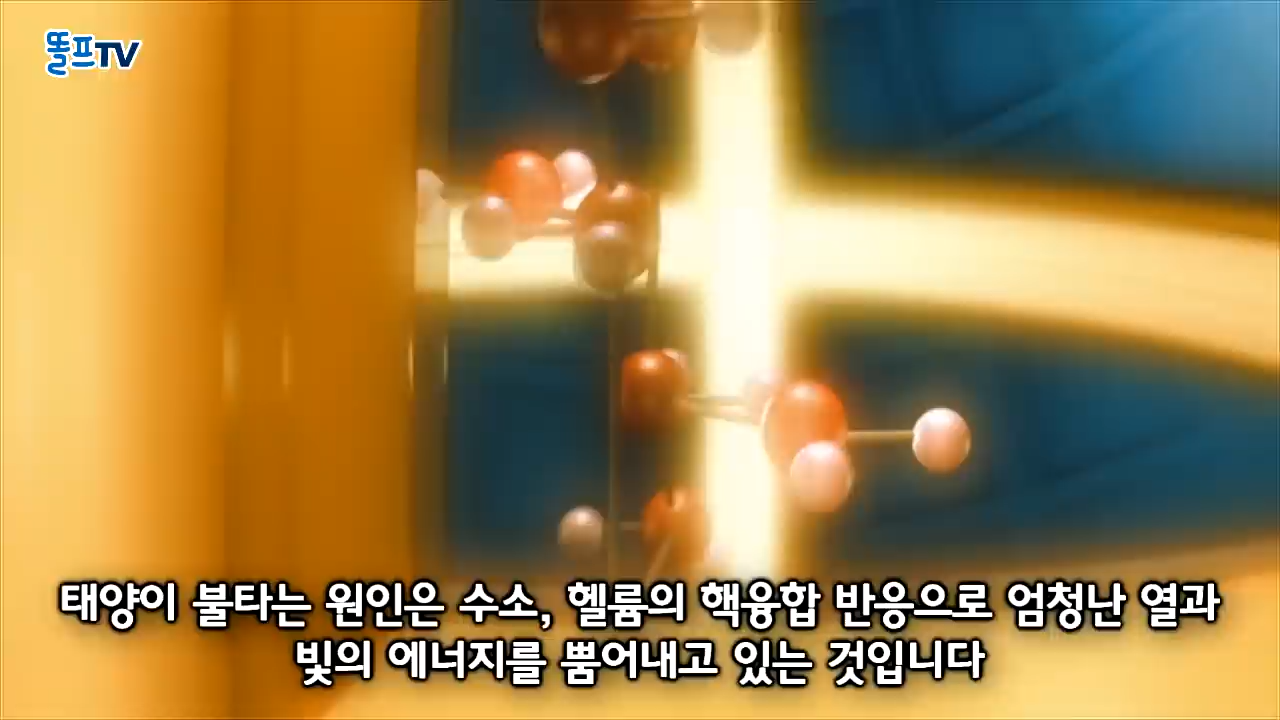 똘프TV
태양이 불타는 원인은 수소, 헬륨의 핵융합 반응으로 엄청난 열과
빛의 에너지를 뿜어내고 있는 것입니다